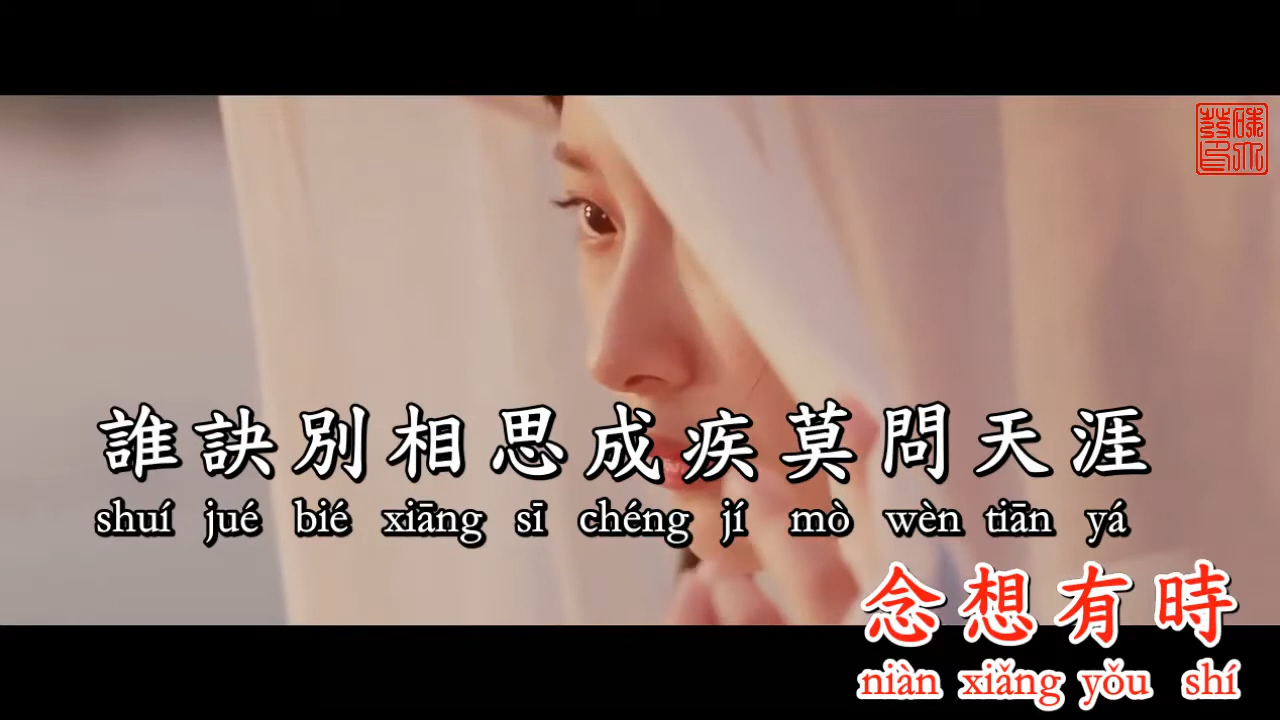 誰訣別相思成疾莫問天涯
shuí jué bié xiāng sī chéng jí mò wèn tiān yá
念想有時
niàn xiǎng yǒu shí